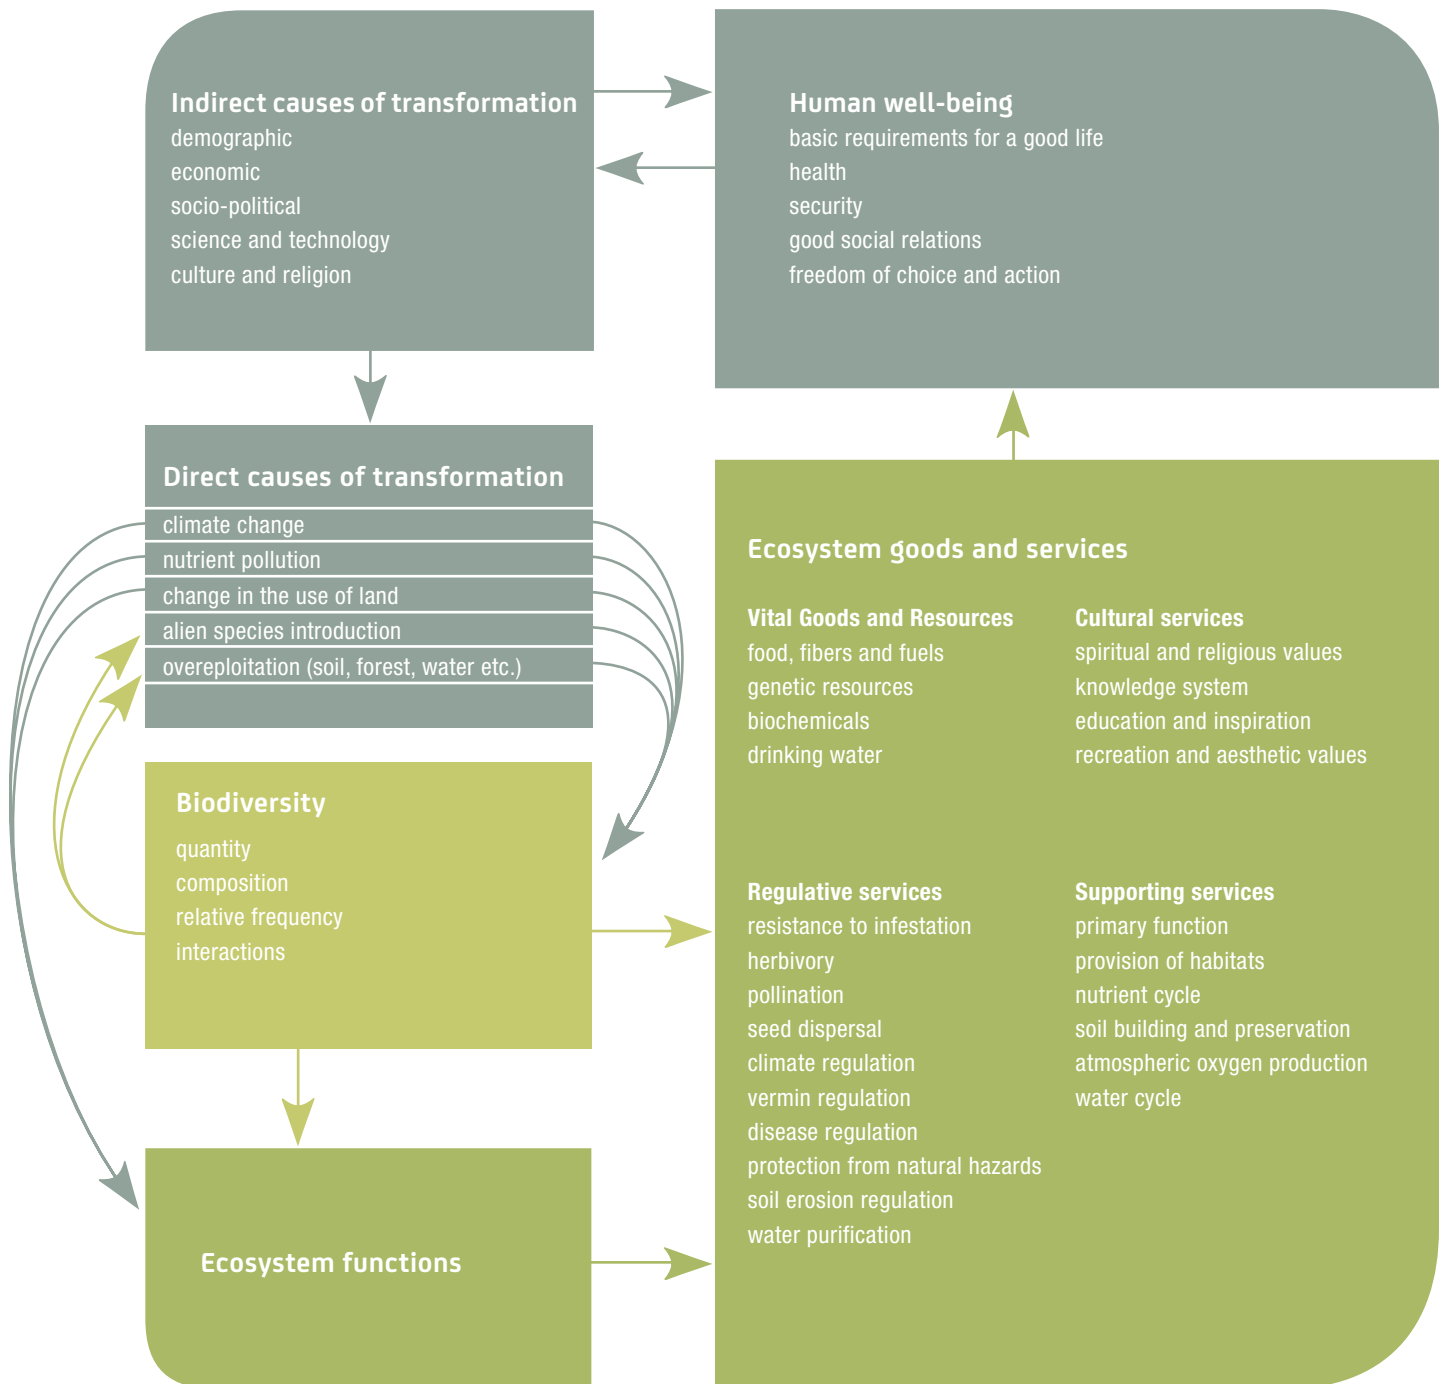 Indirect causes of transformation
demographic
economic
socio-political
science and technology
culture and religion
Human well-being
basic requirements for a good life
health
security
good social relations
freedom of choice and action
Direct causes of transformation
climate change
nutrient pollution
change in the use of land
alien species introduction
overeploitation (soil, forest, water etc.)
Biodiversity
quantity
composition
relative frequency
interactions
Ecosystem functions
Ecosystem goods and services
Vital Goods and Resources
food, fibers and fuels
genetic resources
biochemicals
drinking water
Cultural services
spiritual and religious values
knowledge system
education and inspiration
recreation and aesthetic values
Regulative services
resistance to infestation
herbivory
pollination
seed dispersal
climate regulation
vermin regulation
disease regulation
protection from natural hazards
soil erosion regulation
water purification
Supporting services
primary function
provision of habitats
nutrient cycle
soil building and preservation
atmospheric oxygen production
water cycle